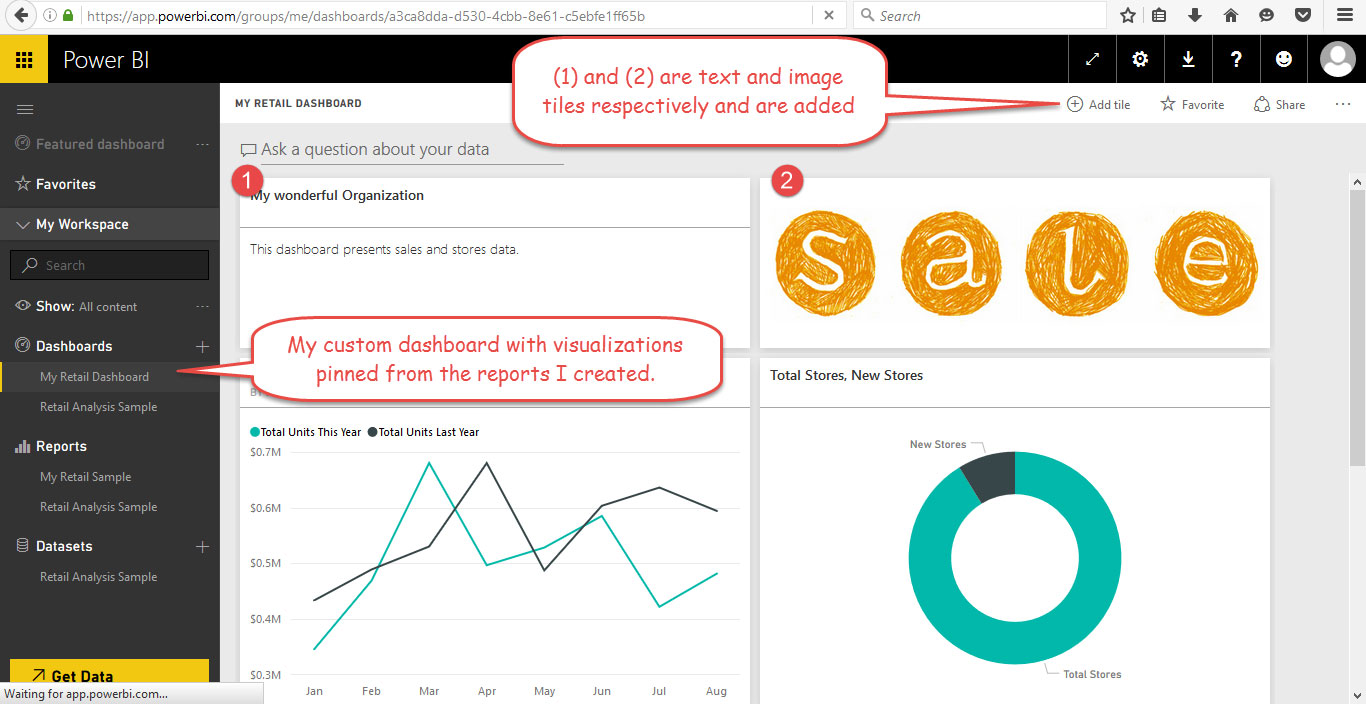 https://app.powerbi.com/groups/me/dashboards/a3ca8dda-d530-4cbb-8e61-c5ebfe1ff65b
Search
Power BI
MY RETAIL DASHBOARD
(1) and (2) are text and image
tiles respectively and are added
Add tile
Favorite
Share
Featured dashboard
Favorites
My Workspace
Search
Show: All content
Dashboards
My Retail Dashboard
Retail Analysis Sample
Reports
My Retail Sample
Retail Analysis Sample
Datasets
Retail Analysis Sample
Get Data
Waiting for app.powerbi.com...
Ask a question about your data
1
My wonderful Organization
This dashboard presents sales and stores data.
2
sale
My custom dashboard with visualizations
pinned from the reports I created.
Total Units This Year Total Units Last Year
$0.7M
$0.6M
$0.5M
$0.4M
$0.3M
Jan Feb Mar Apr May Jun Jul Aug
Total Stores, New Stores
New Stores
Total Stores